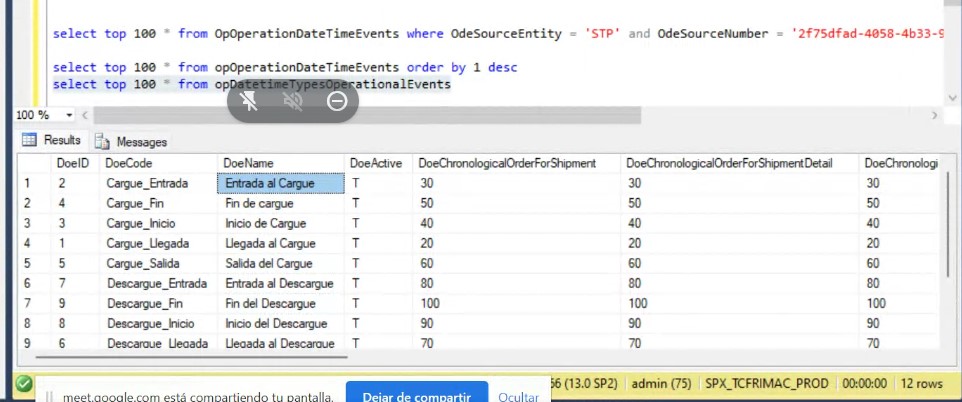 select top 100 * from OpOperationDateTimeEvents where OdeSourceEntity = 'STP' and OdeSourceNumber = '2f75dfad-4058-4b33-9
select top 100 * from opOperationDateTimeEvents order by 1 desc
select top 100 * from opDatetimeTypesOperationalEvents
100 %
Results Messages
DoeID DoeCode DoeName DoeActive DoeChronologicalOrderForShipment DoeChronologicalOrderForShipmentDetail DoeChronologi
1 2 Cargue_Entrada Entrada al Cargue T 30 30 30
2 4 Cargue_Fin Fin de cargue T 50 50 50
3 3 Cargue_Inicio Inicio de Cargue T 40 40 40
4 1 Cargue_Llegada Llegada al Cargue T 20 20 20
5 5 Cargue_Salida Salida del Cargue T 60 60 60
6 7 Descargue_Entrada Entrada al Descargue T 80 80 80
7 9 Descargue_Fin Fin del Descargue T 100 100 100
8 8 Descargue_Inicio Inicio del Descargue T 90 90 90
9 6 Descargue_Llegada Llegada al Descargue T 70 70 70
meet.google.com está compartiendo tu pantalla. Dejar de compartir Ocultar
(13.0 SP2) admin (75) SPX_TCFRIMAC_PROD 00:00:00 12 rows